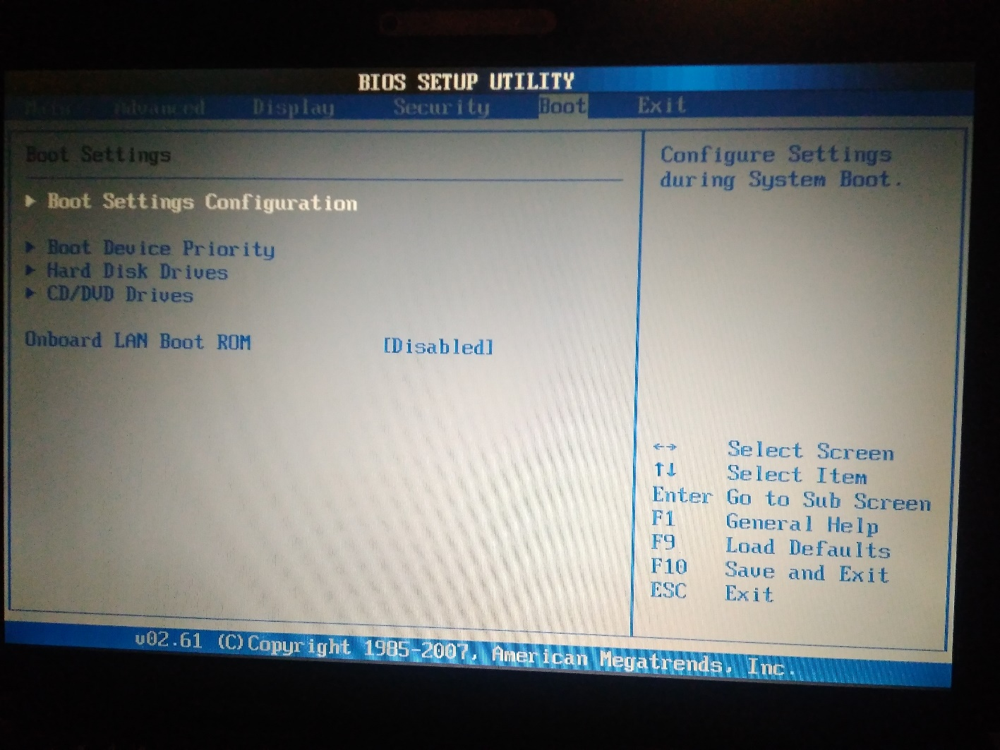 BIOS SETUP UTILITY
Main Advanced Display Security Boot Exit
Boot Settings
▶ Boot Settings Configuration
▶ Boot Device Priority
▶ Hard Disk Drives
▶ CD/DVD Drives
Onboard LAN Boot ROM [Disabled]
Configure Settings
during System Boot.
←→ Select Screen
↑↓ Select Item
Enter Go to Sub Screen
F1 General Help
F9 Load Defaults
F10 Save and Exit
ESC Exit
v02.61 (C)Copyright 1985-2007, American Megatrends, Inc.